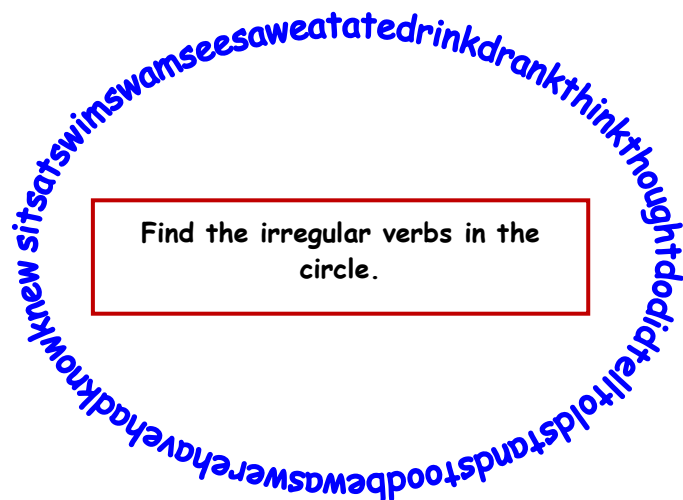 sitsatswimswamseesaweatatedrinkdrankthinkthoughtdodidtelltoldstandstoodbewaswerehavehadknowknew
Find the irregular verbs in the
circle.